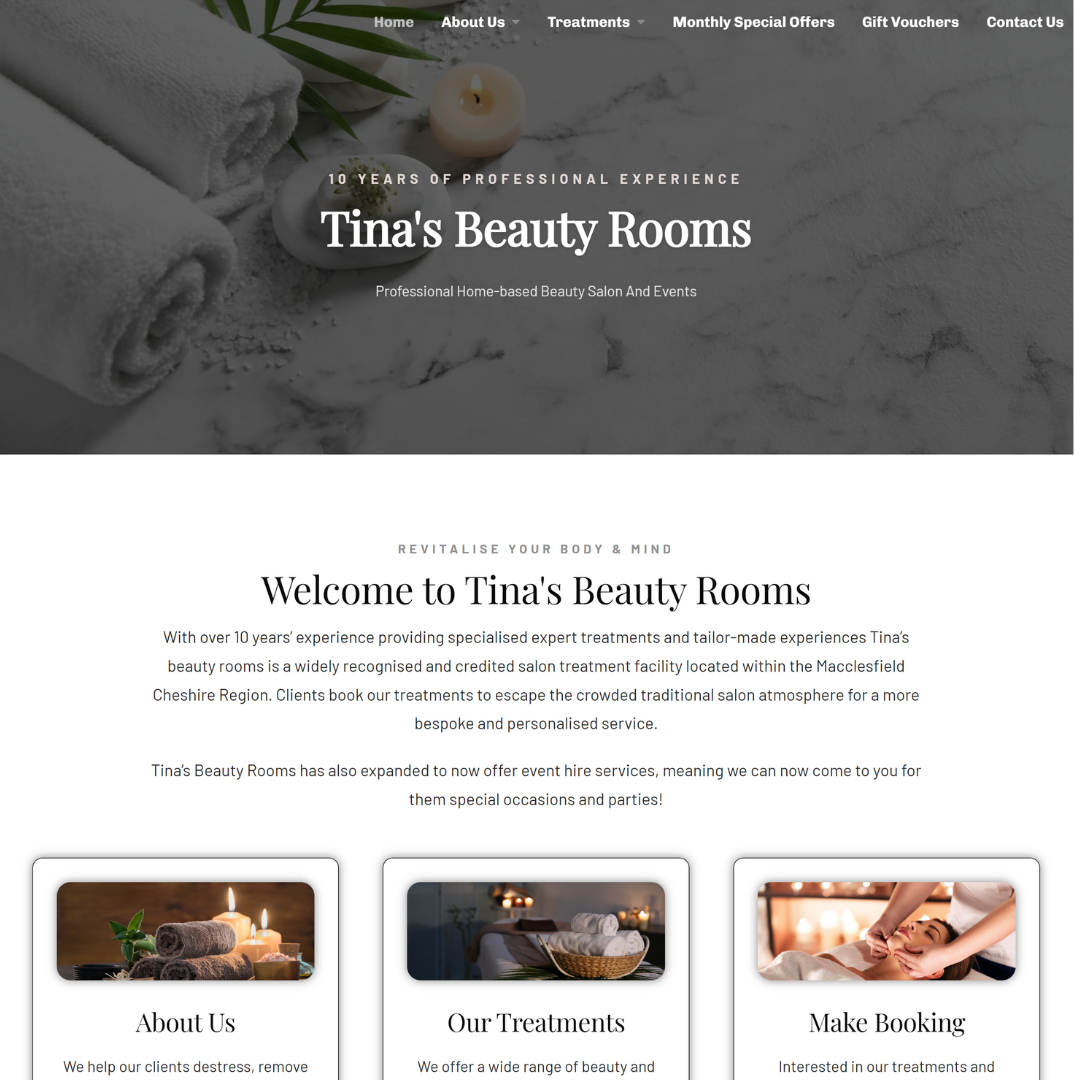 Home About Us Treatments Monthly Special Offers Gift Vouchers Contact Us
10 YEARS OF PROFESSIONAL EXPERIENCE
Tina's Beauty Rooms
Professional Home-based Beauty Salon And Events
REVITALISE YOUR BODY & MIND
Welcome to Tina's Beauty Rooms
With over 10 years’ experience providing specialised expert treatments and tailor-made experiences Tina’s
beauty rooms is a widely recognised and credited salon treatment facility located within the Macclesfield
Cheshire Region. Clients book our treatments to escape the crowded traditional salon atmosphere for a more
bespoke and personalised service.
Tina’s Beauty Rooms has also expanded to now offer event hire services, meaning we can now come to you for
them special occasions and parties!
About Us
We help our clients destress, remove
Our Treatments
We offer a wide range of beauty and
Make Booking
Interested in our treatments and